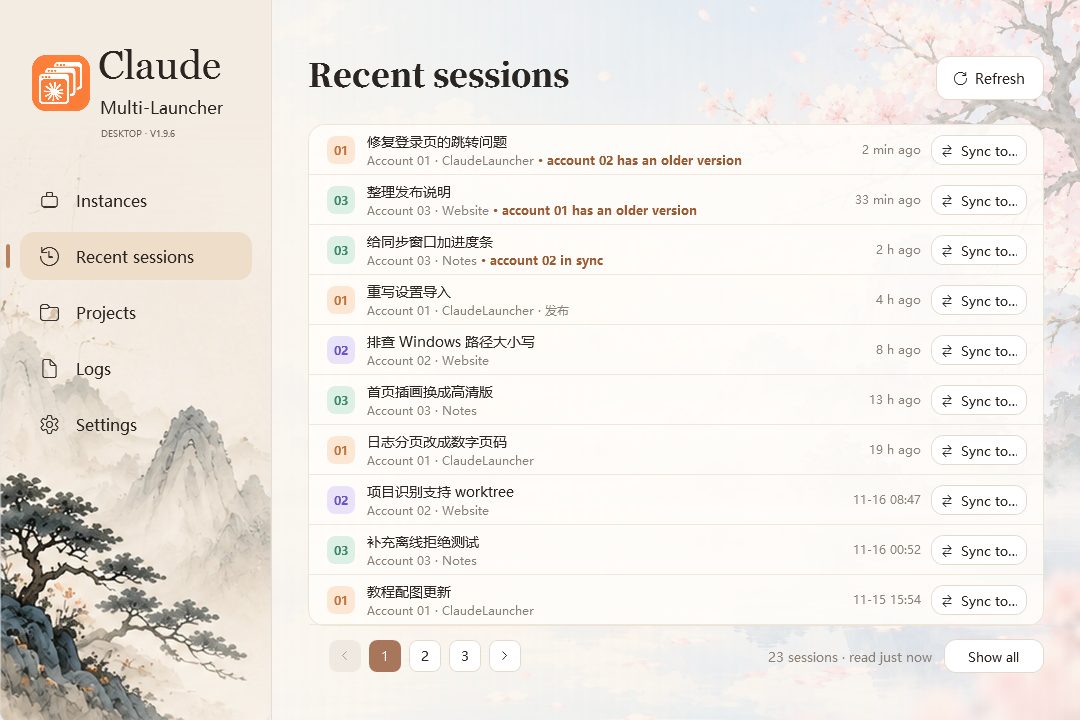 Claude
Multi-Launcher
DESKTOP · V1.9.6
Instances
Recent sessions
Projects
Logs
Settings
Recent sessions
Refresh
01
修复登录页的跳转问题
Account 01 · ClaudeLauncher • account 02 has an older version
2 min ago
Sync to...
03
整理发布说明
Account 03 · Website • account 01 has an older version
33 min ago
Sync to...
03
给同步窗口加进度条
Account 03 · Notes • account 02 in sync
2 h ago
Sync to...
01
重写设置导入
Account 01 · ClaudeLauncher · 发布
4 h ago
Sync to...
02
排查 Windows 路径大小写
Account 02 · Website
8 h ago
Sync to...
03
首页插画换成高清版
Account 03 · Notes
13 h ago
Sync to...
01
日志分页改成数字页码
Account 01 · ClaudeLauncher
19 h ago
Sync to...
02
项目识别支持 worktree
Account 02 · Website
11-16 08:47
Sync to...
03
补充离线拒绝测试
Account 03 · Notes
11-16 00:52
Sync to...
01
教程配图更新
Account 01 · ClaudeLauncher
11-15 15:54
Sync to...
1 2 3
23 sessions · read just now
Show all